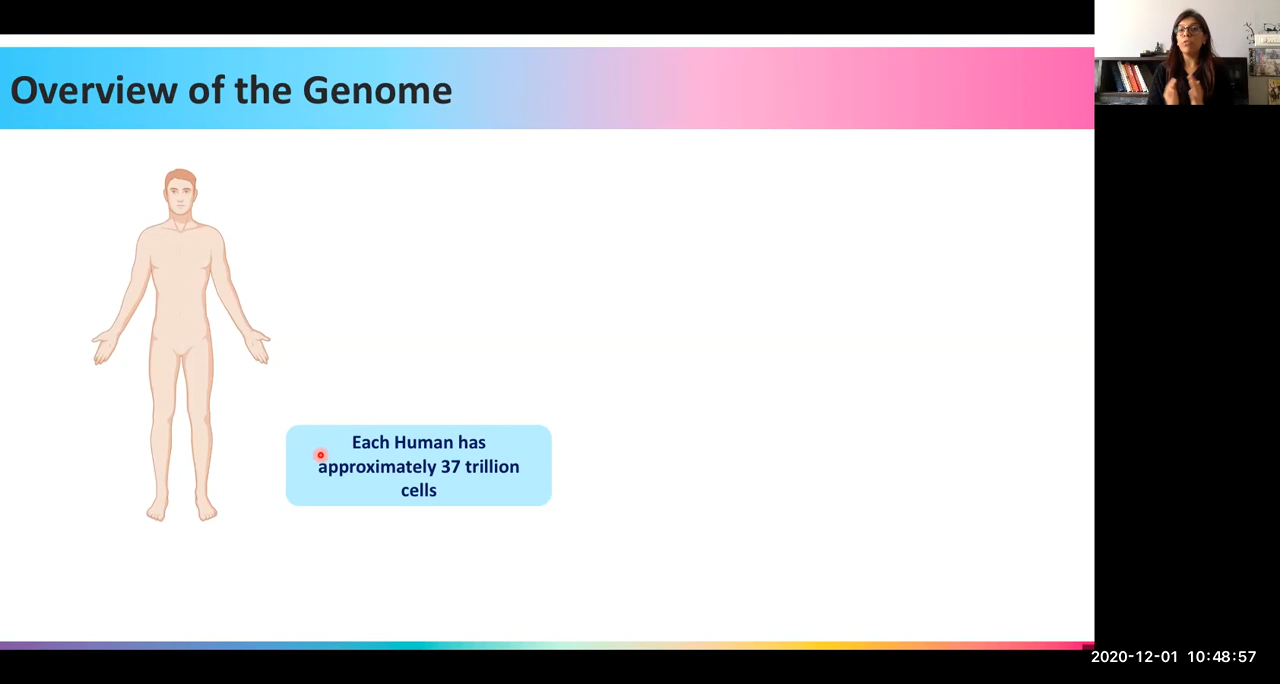 Overview of the Genome
Each Human has
approximately 37 trillion
cells
2020-12-01 10:48:57